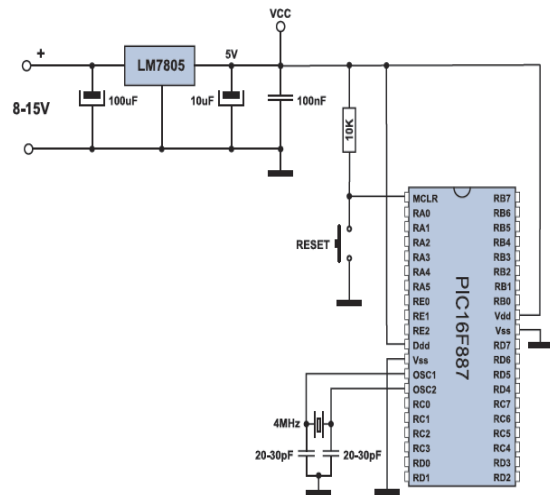 VCC
+
LM7805
5V
8-15V
100uF
10uF
100nF
10K
RESET
MCLR
RA0
RA1
RA2
RA3
RA4
RA5
RE0
RE1
RE2
Ddd
Vss
OSC1
OSC2
RC0
RC1
RC2
RC3
RD0
RD1
PIC16F887
RB7
RB6
RB5
RB4
RB3
RB2
RB1
RB0
Vdd
Vss
RD7
RD6
RD5
RD4
RC7
RC6
RC5
RC4
RD3
RD2
4MHz
20-30pF
20-30pF